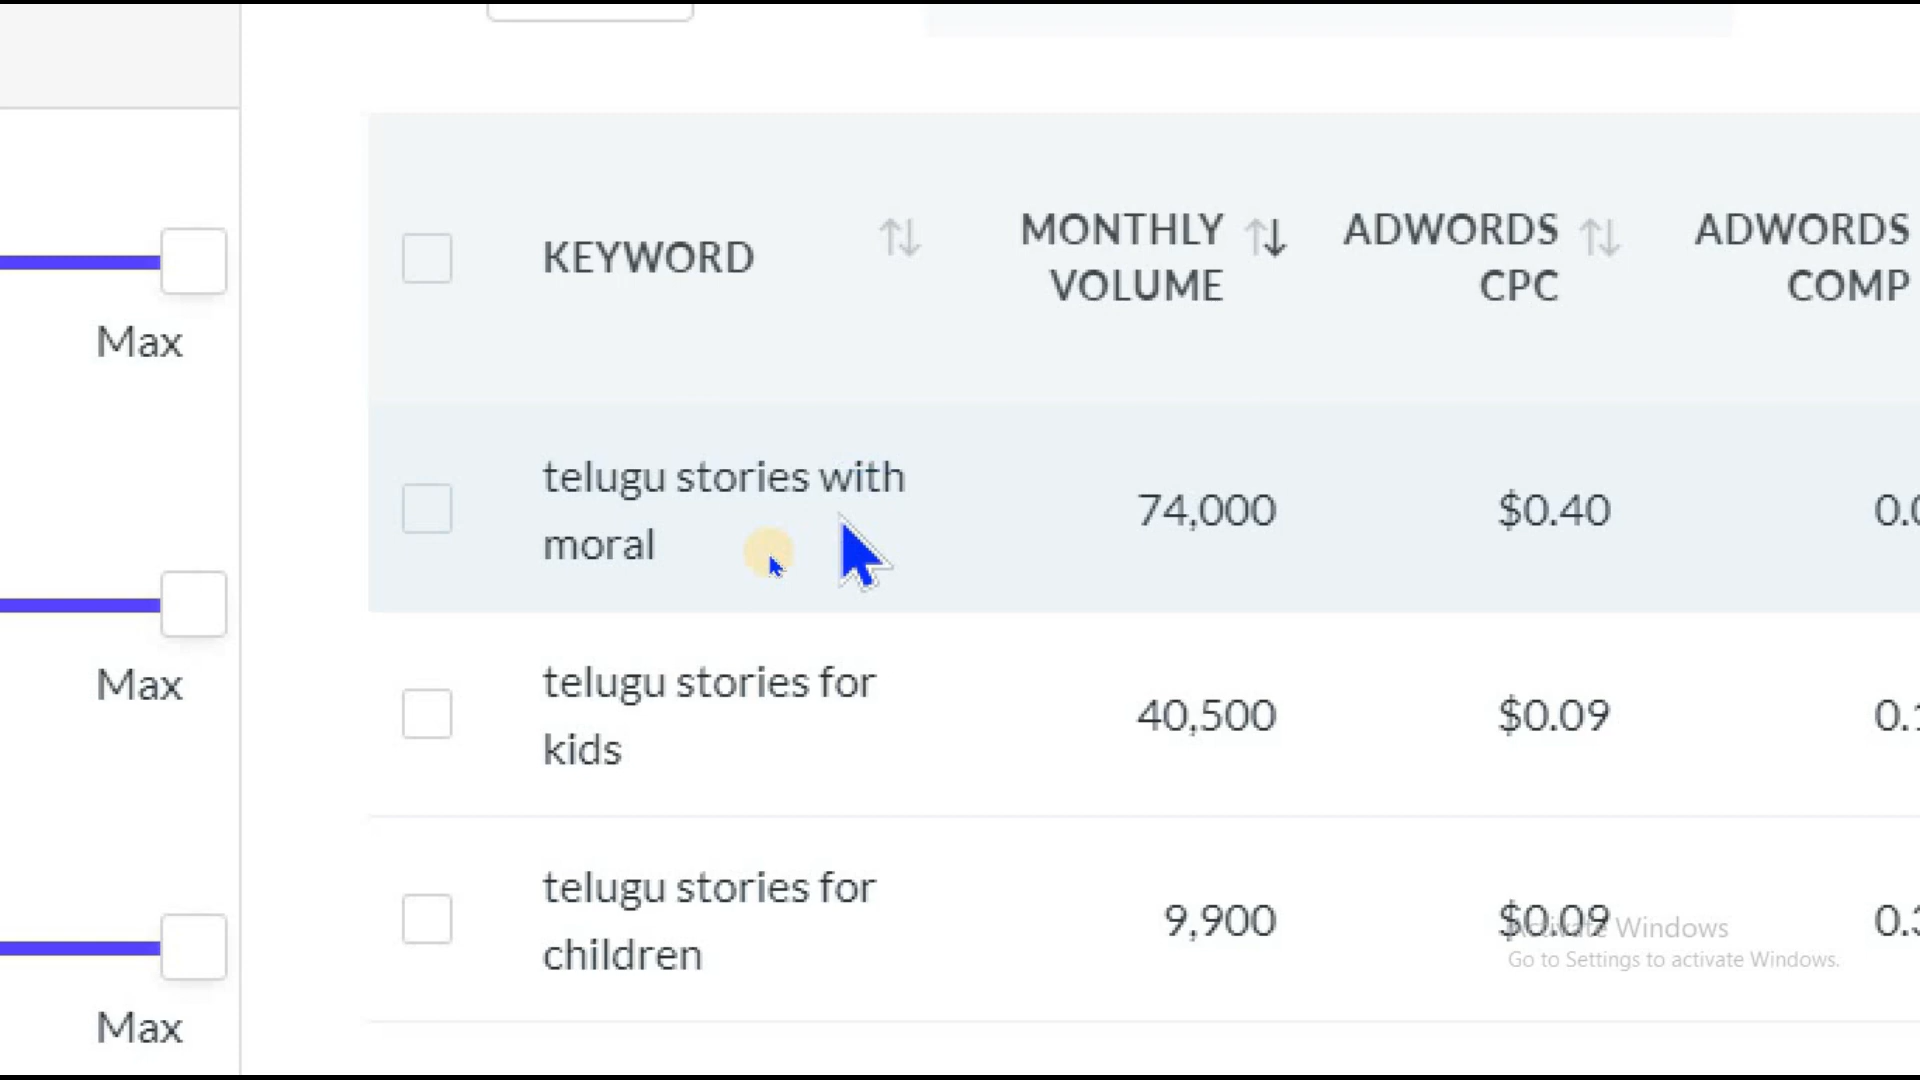 KEYWORD
MONTHLY
VOLUME
ADWORDS
CPC
ADWORDS
COMP
Max
telugu stories with
moral
74,000
$0.40
Max
telugu stories for
kids
40,500
$0.09
telugu stories for
children
9,900
$0.09
Activate Windows
Go to Settings to activate Windows.
Max